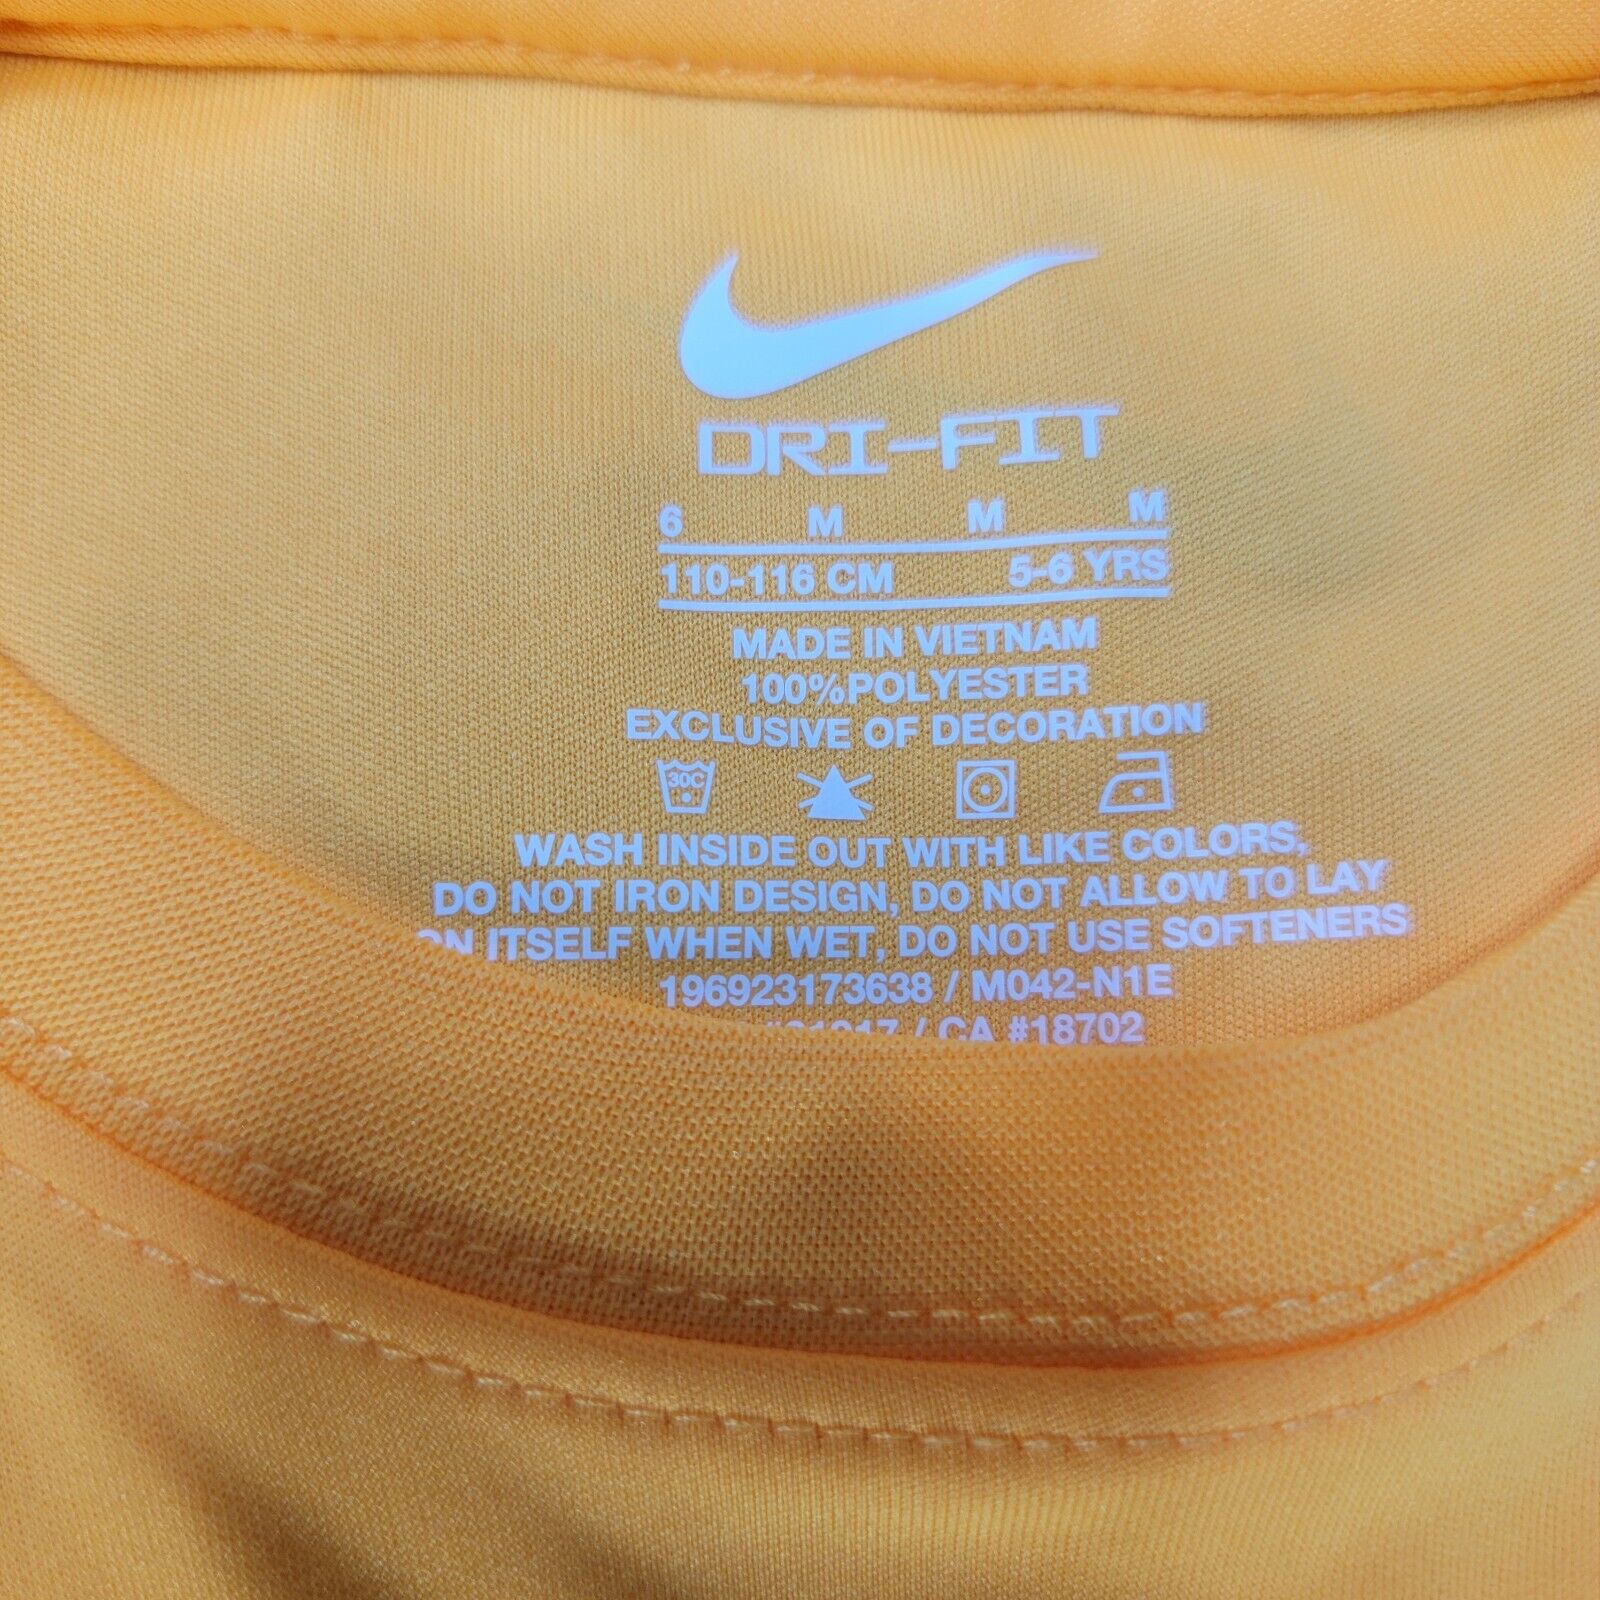 DRI-FIT
6 M M M
110-116 CM 5-6 YRS
MADE IN VIETNAM
100%POLYESTER
EXCLUSIVE OF DECORATION
30C
WASH INSIDE OUT WITH LIKE COLORS,
DO NOT IRON DESIGN, DO NOT ALLOW TO LAY
ON ITSELF WHEN WET, DO NOT USE SOFTENERS
196923173638 / M042-N1E
/ CA #18702